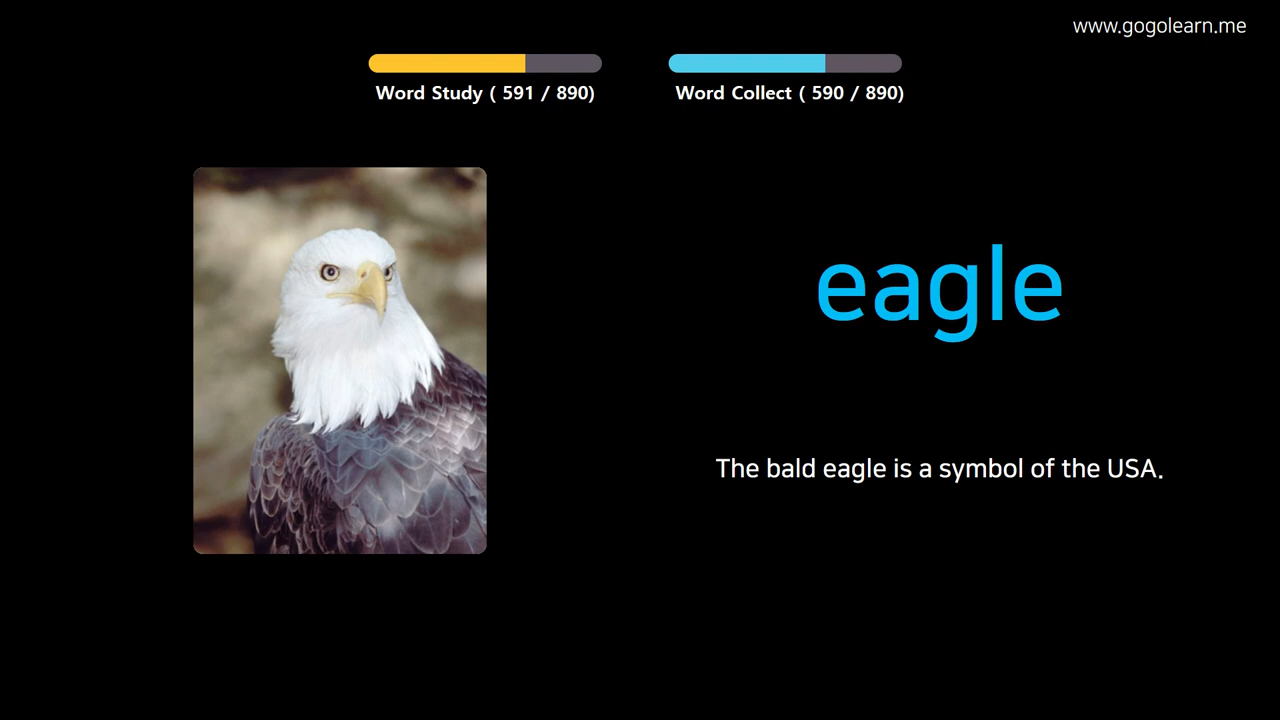 www.gogolearn.me
Word Study ( 591 / 890)
Word Collect ( 590 / 890)
eagle
The bald eagle is a symbol of the USA.